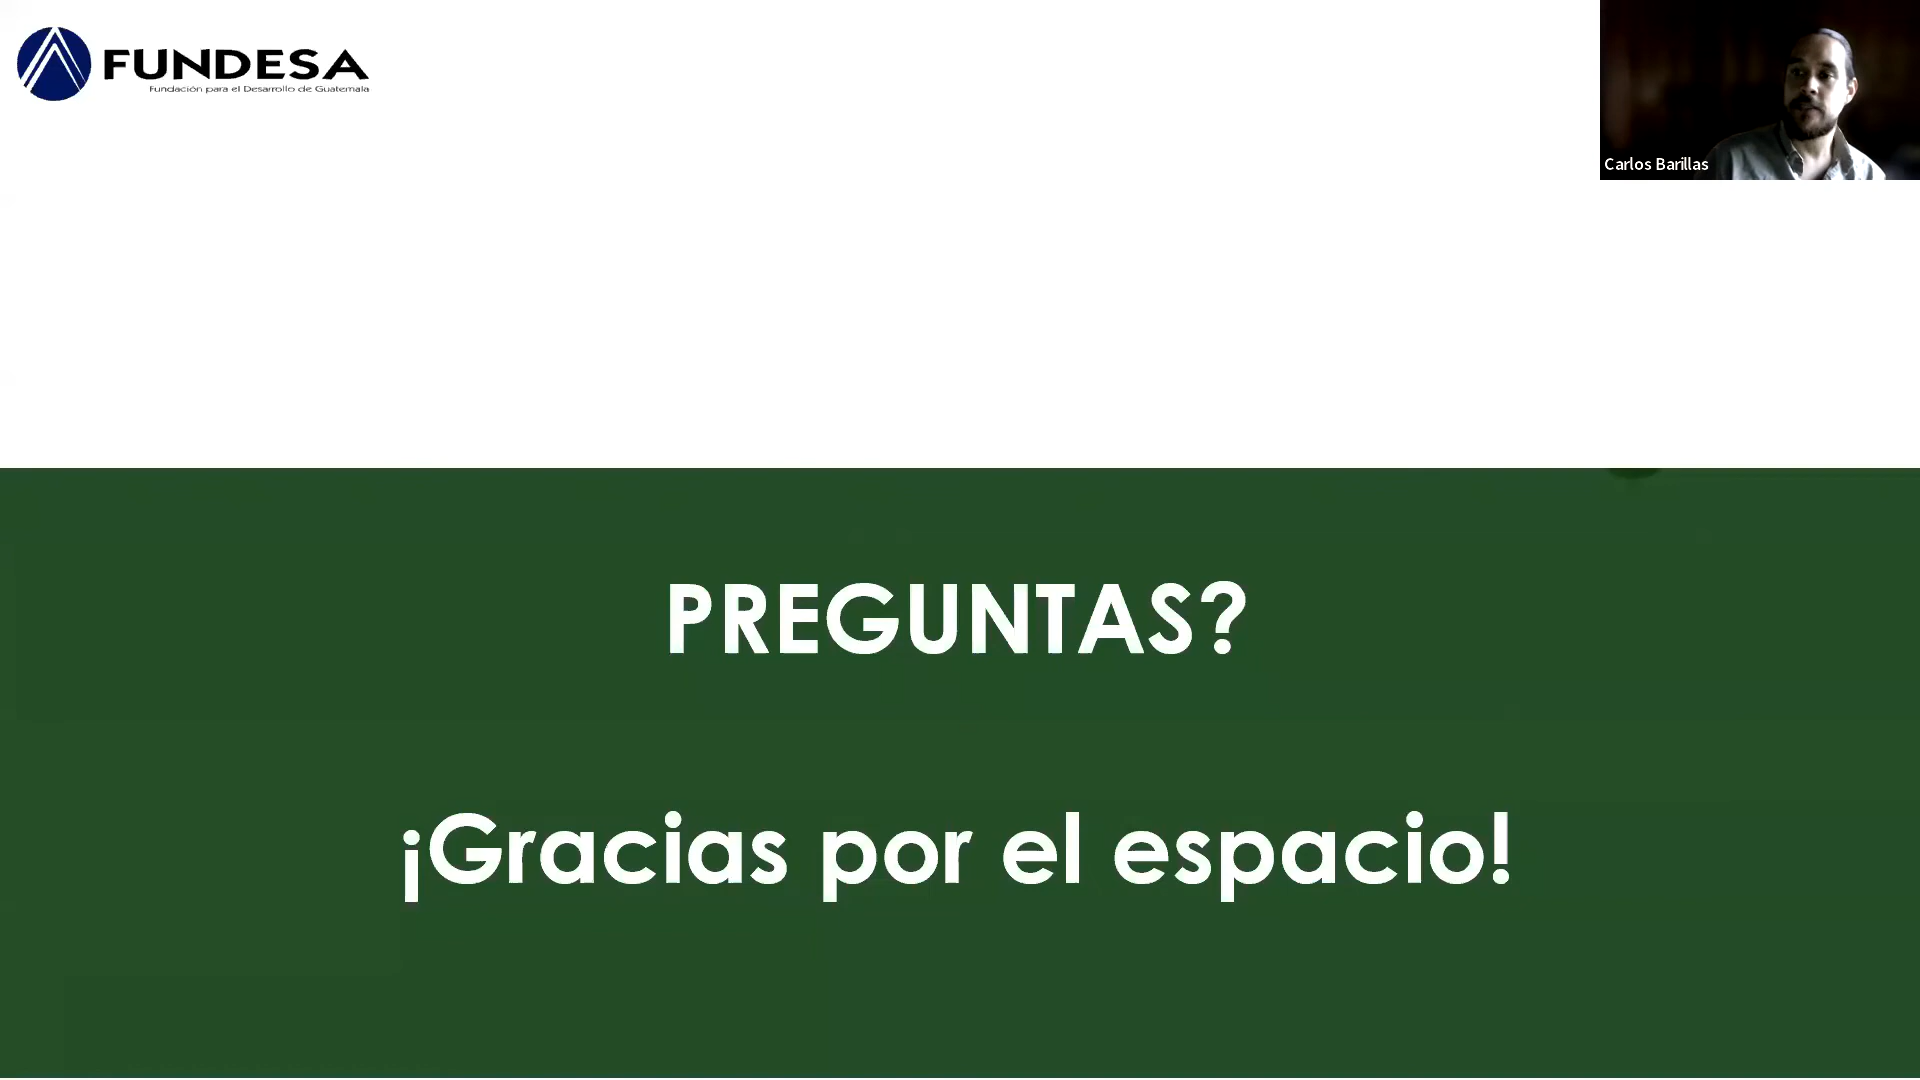 FUNDESA
Fundación para el Desarrollo de Guatemala
Carlos Barillas
PREGUNTAS?
¡Gracias por el espacio!